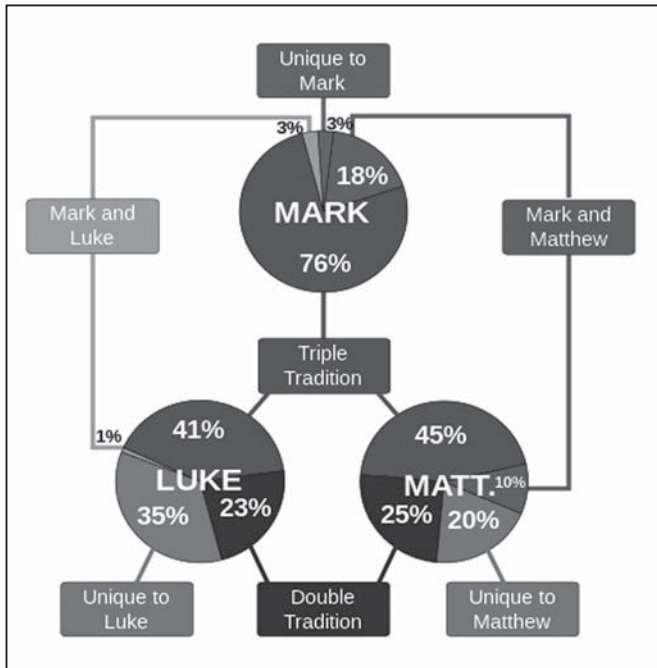 Unique to
Mark
3%
3%
18%
MARK
76%
Mark and
Luke
Mark and
Matthew
Triple
Tradition
1%
41%
LUKE
35%
23%
45%
MATT.
10%
25%
20%
Unique to
Luke
Double
Tradition
Unique to
Matthew